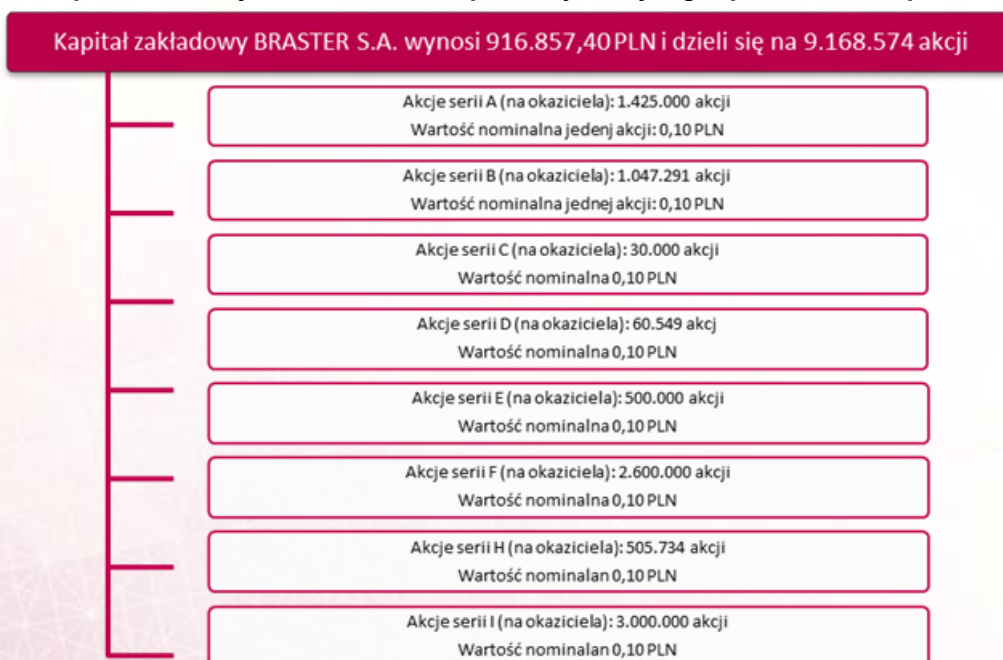 Kapitał zakładowy BRASTER S.A. wynosi 916.857,40 PLN i dzieli się na 9.168.574 akcji
Akcje serii A (na okaziciela): 1.425.000 akcji
Wartość nominalna jedenj akcji: 0,10 PLN
Akcje serii B (na okaziciela): 1.047.291 akcji
Wartość nominalna jednej akcji: 0,10 PLN
Akcje serii C (na okaziciela): 30.000 akcji
Wartość nominalna 0,10 PLN
Akcje serii D (na okaziciela): 60.549 akcj
Wartość nominalna 0,10 PLN
Akcje serii E (na okaziciela): 500.000 akcji
Wartość nominalna 0,10 PLN
Akcje serii F (na okaziciela): 2.600.000 akcji
Wartość nominalna 0,10 PLN
Akcje serii H (na okaziciela): 505.734 akcji
Wartość nominalan 0,10 PLN
Akcje serii I (na okaziciela): 3.000.000 akcji
Wartość nominalan 0,10 PLN